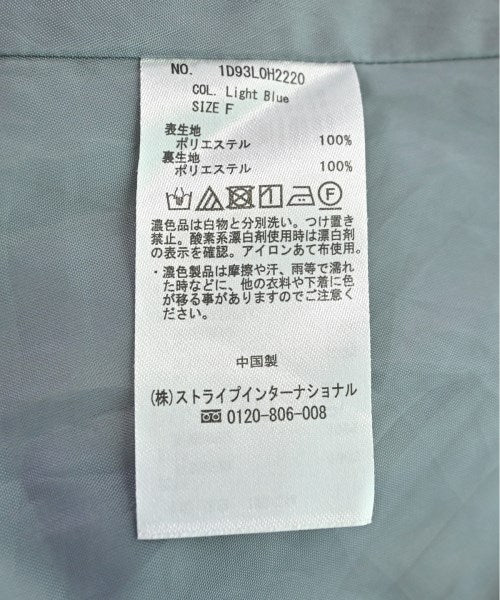 NO. 1D93L0H2220
COL. Light Blue
SIZE F
表生地
ポリエステル 100%
裏生地
ポリエステル 100%
濃色品は白物と分別洗い。つけ置き
禁止。酸素系漂白剤使用時は漂白剤
の表示を確認。アイロンあて布使用。
・濃色製品は摩擦や汗、雨等で濡れ
た時などに、他の衣料や下着に色
が移る事がありますのでご注意く
ださい。
中国製
(株)ストライプインターナショナル
0120-806-008